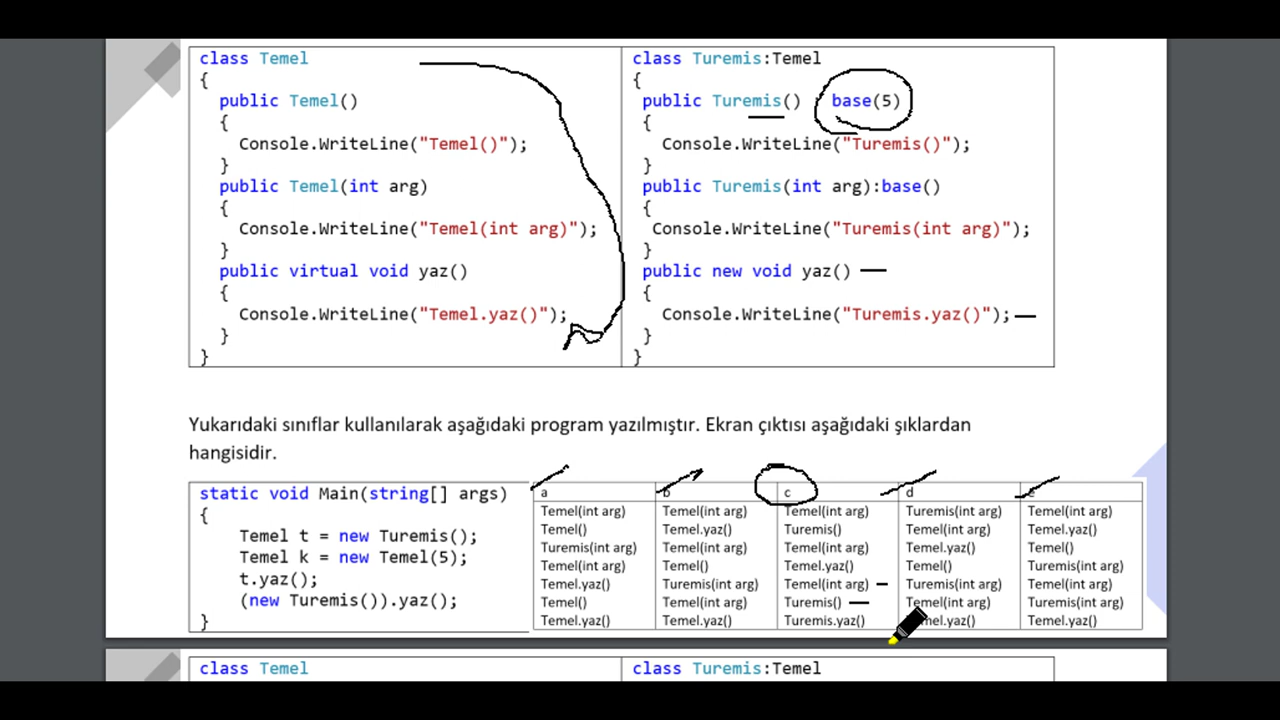 class Temel
{
public Temel()
{
Console.WriteLine("Temel()");
}
public Temel(int arg)
{
Console.WriteLine("Temel(int arg)");
}
public virtual void yaz()
{
Console.WriteLine("Temel.yaz()");
}
}
class Turemis:Temel
{
public Turemis() base(5)
{
Console.WriteLine("Turemis()");
}
public Turemis(int arg):base()
{
Console.WriteLine("Turemis(int arg)");
}
public new void yaz()
{
Console.WriteLine("Turemis.yaz()");
}
}
Yukarıdaki sınıflar kullanılarak aşağıdaki program yazılmıştır. Ekran çıktısı aşağıdaki şıklardan
hangisidir.
static void Main(string[] args)
{
Temel t = new Turemis();
Temel k = new Temel(5);
t.yaz();
(new Turemis()).yaz();
}
a b c d e
Temel(int arg) Temel(int arg) Temel(int arg) Turemis(int arg) Temel(int arg)
Temel() Temel.yaz() Turemis() Temel(int arg) Temel.yaz()
Turemis(int arg) Temel(int arg) Temel(int arg) Temel.yaz() Temel()
Temel(int arg) Temel() Temel.yaz() Temel() Turemis(int arg)
Temel.yaz() Turemis(int arg) Temel(int arg) Turemis(int arg) Temel(int arg)
Temel() Temel(int arg) Turemis() Temel(int arg) Turemis(int arg)
Temel.yaz() Temel.yaz() Turemis.yaz() Temel.yaz() Temel.yaz()
class Temel
class Turemis:Temel